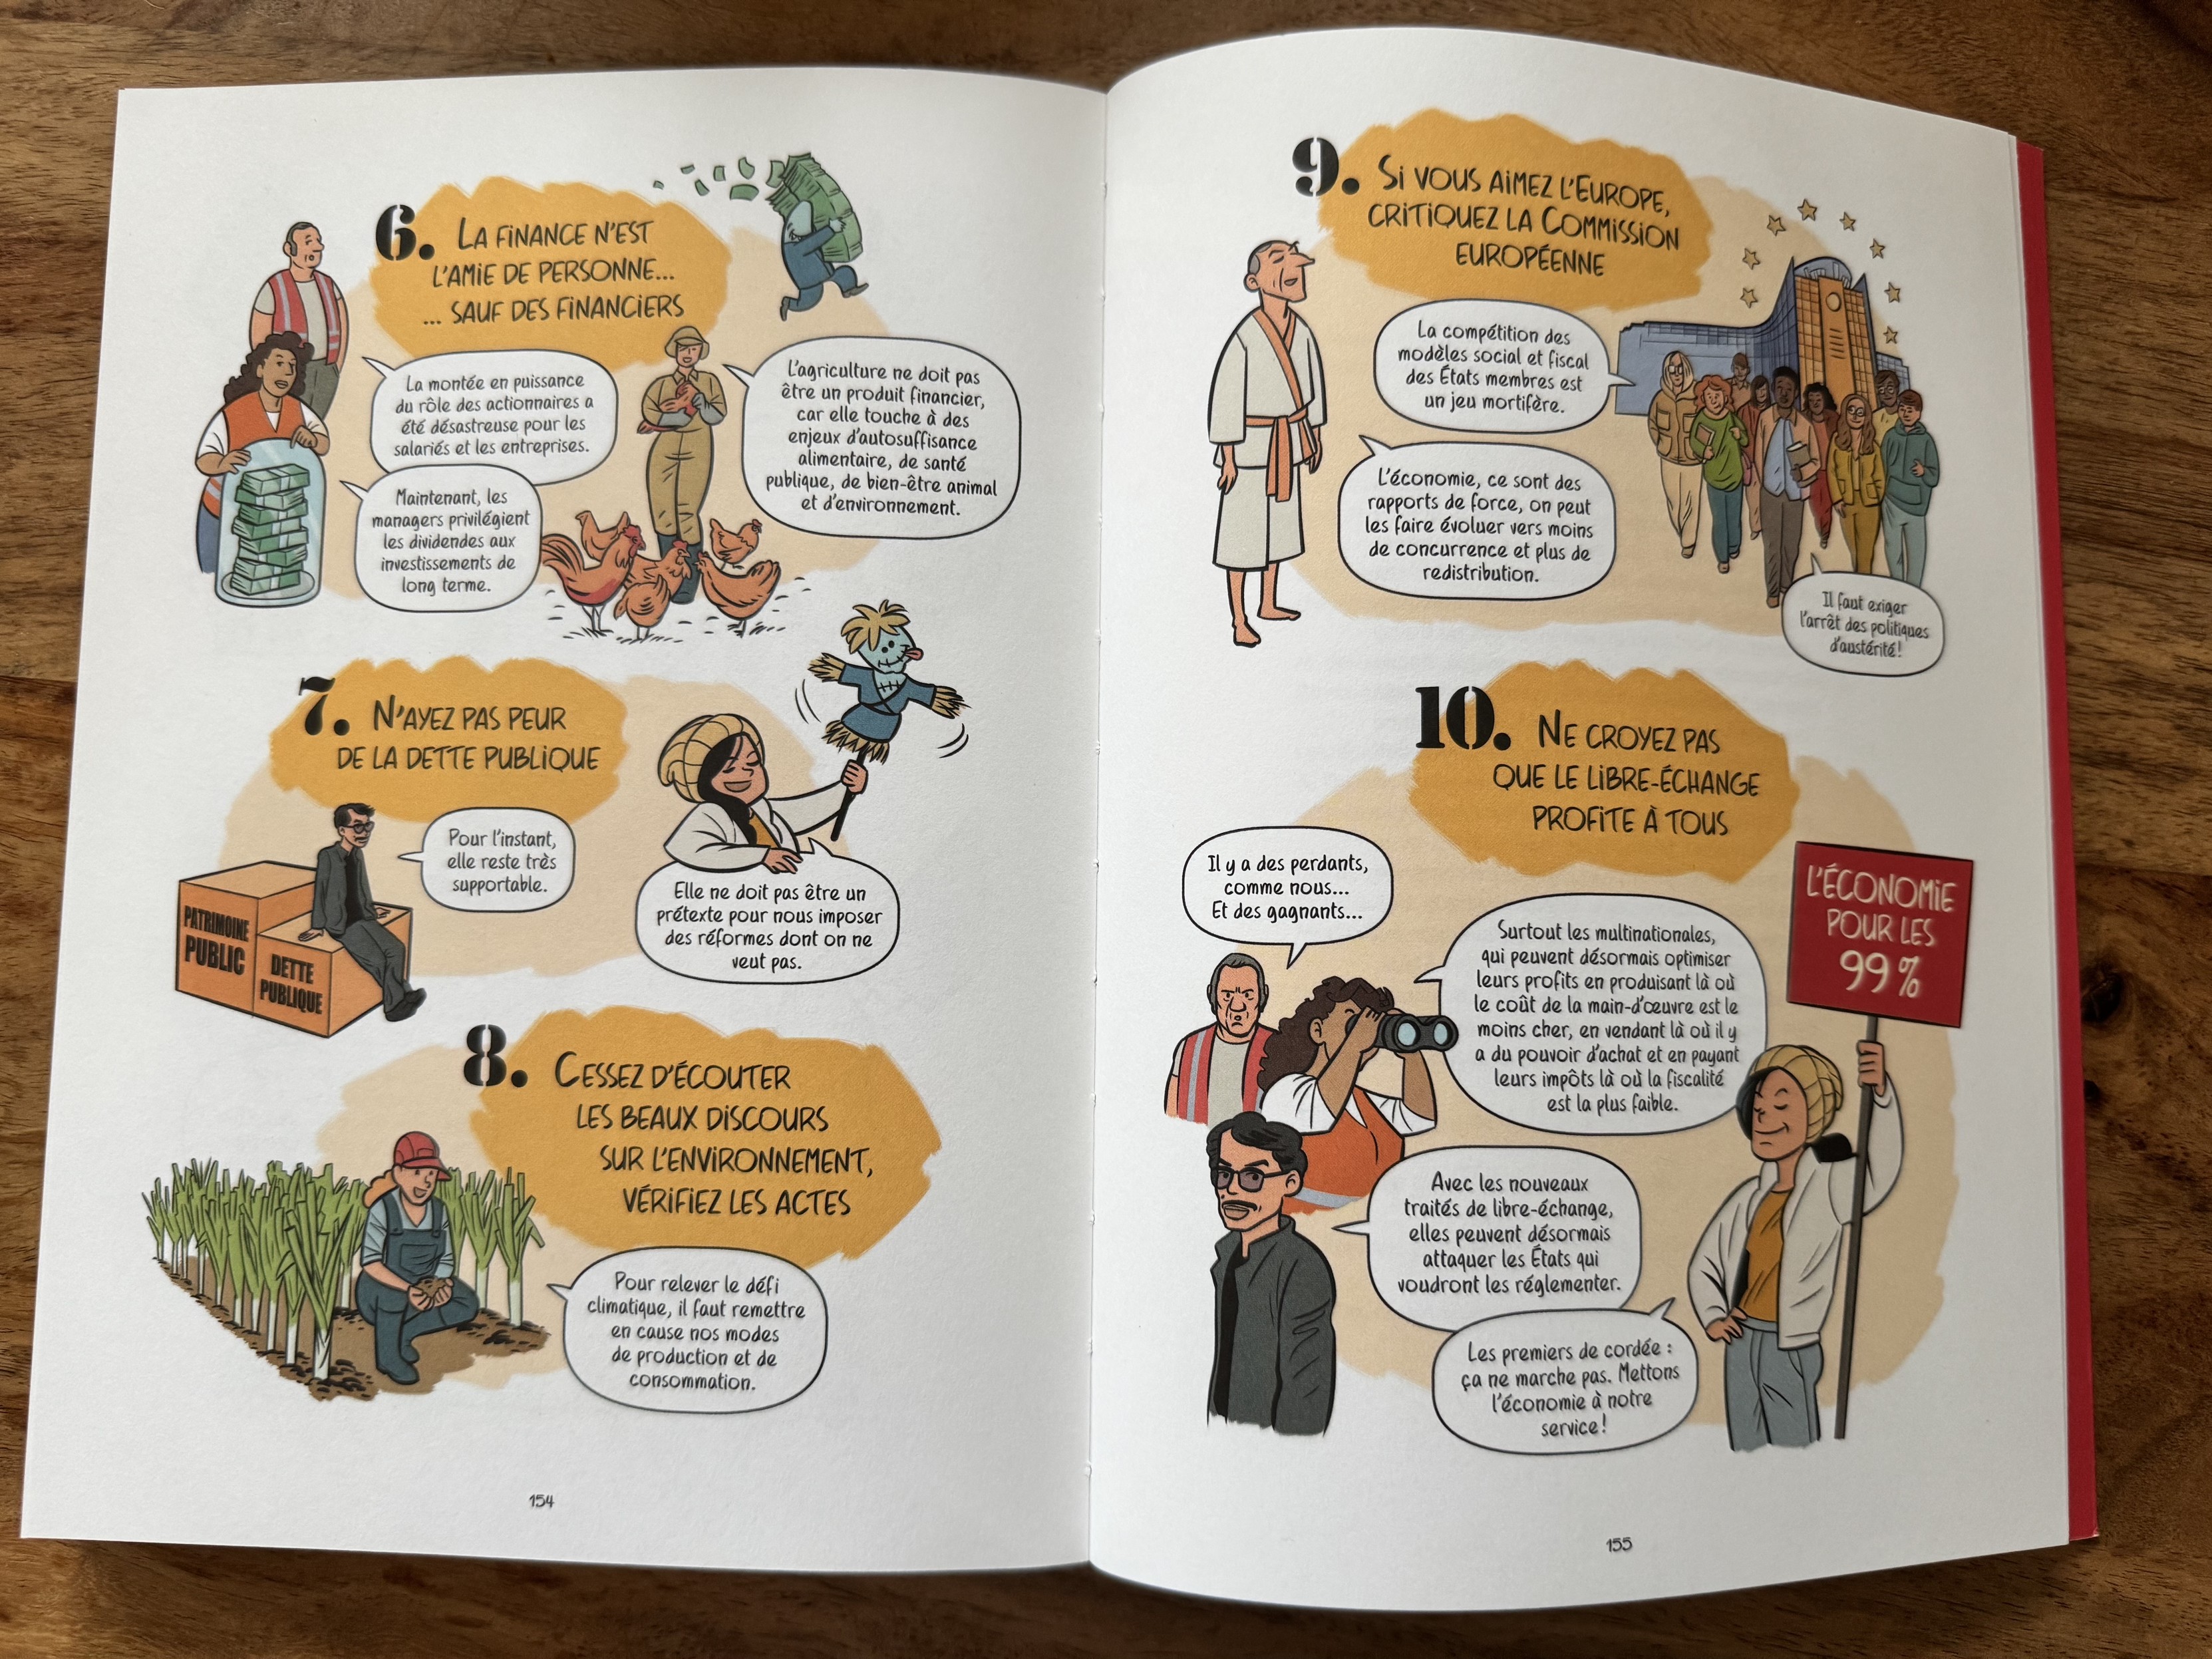 6. La finance n'est
l'amie de personne...
... sauf des financiers
La montée en puissance
du rôle des actionnaires a
été désastreuse pour les
salariés et les entreprises.
Maintenant, les
managers privilégient
les dividendes aux
investissements de
long terme.
L'agriculture ne doit pas
être un produit financier,
car elle touche à des
enjeux d'autosuffisance
alimentaire, de santé
publique, de bien-être animal
et d'environnement.
7. N'ayez pas peur
de la dette publique
Pour l'instant,
elle reste très
supportable.
PATRIMOINE
PUBLIC
DETTE
PUBLIQUE
Elle ne doit pas être un
prétexte pour nous imposer
des réformes dont on ne
veut pas.
8. Cessez d'écouter
les beaux discours
sur l'environnement,
vérifiez les actes
Pour relever le défi
climatique, il faut remettre
en cause nos modes
de production et de
consommation.
154
9. Si vous aimez l'Europe,
critiquez la Commission
européenne
La compétition des
modèles social et fiscal
des États membres est
un jeu mortifère.
L'économie, ce sont des
rapports de force, on peut
les faire évoluer vers moins
de concurrence et plus de
redistribution.
Il faut exiger
l'arrêt des politiques
d'austérité !
10. Ne croyez pas
que le libre-échange
profite à tous
Il y a des perdants,
comme nous...
Et des gagnants...
Surtout les multinationales,
qui peuvent désormais optimiser
leurs profits en produisant là où
le coût de la main-d'œuvre est le
moins cher, en vendant là où il y
a du pouvoir d'achat et en payant
leurs impôts là où la fiscalité
est la plus faible.
L'ÉCONOMIE
POUR LES
99 %
Avec les nouveaux
traités de libre-échange,
elles peuvent désormais
attaquer les États qui
voudront les réglementer.
Les premiers de cordée :
ça ne marche pas. Mettons
l'économie à notre
service !
155